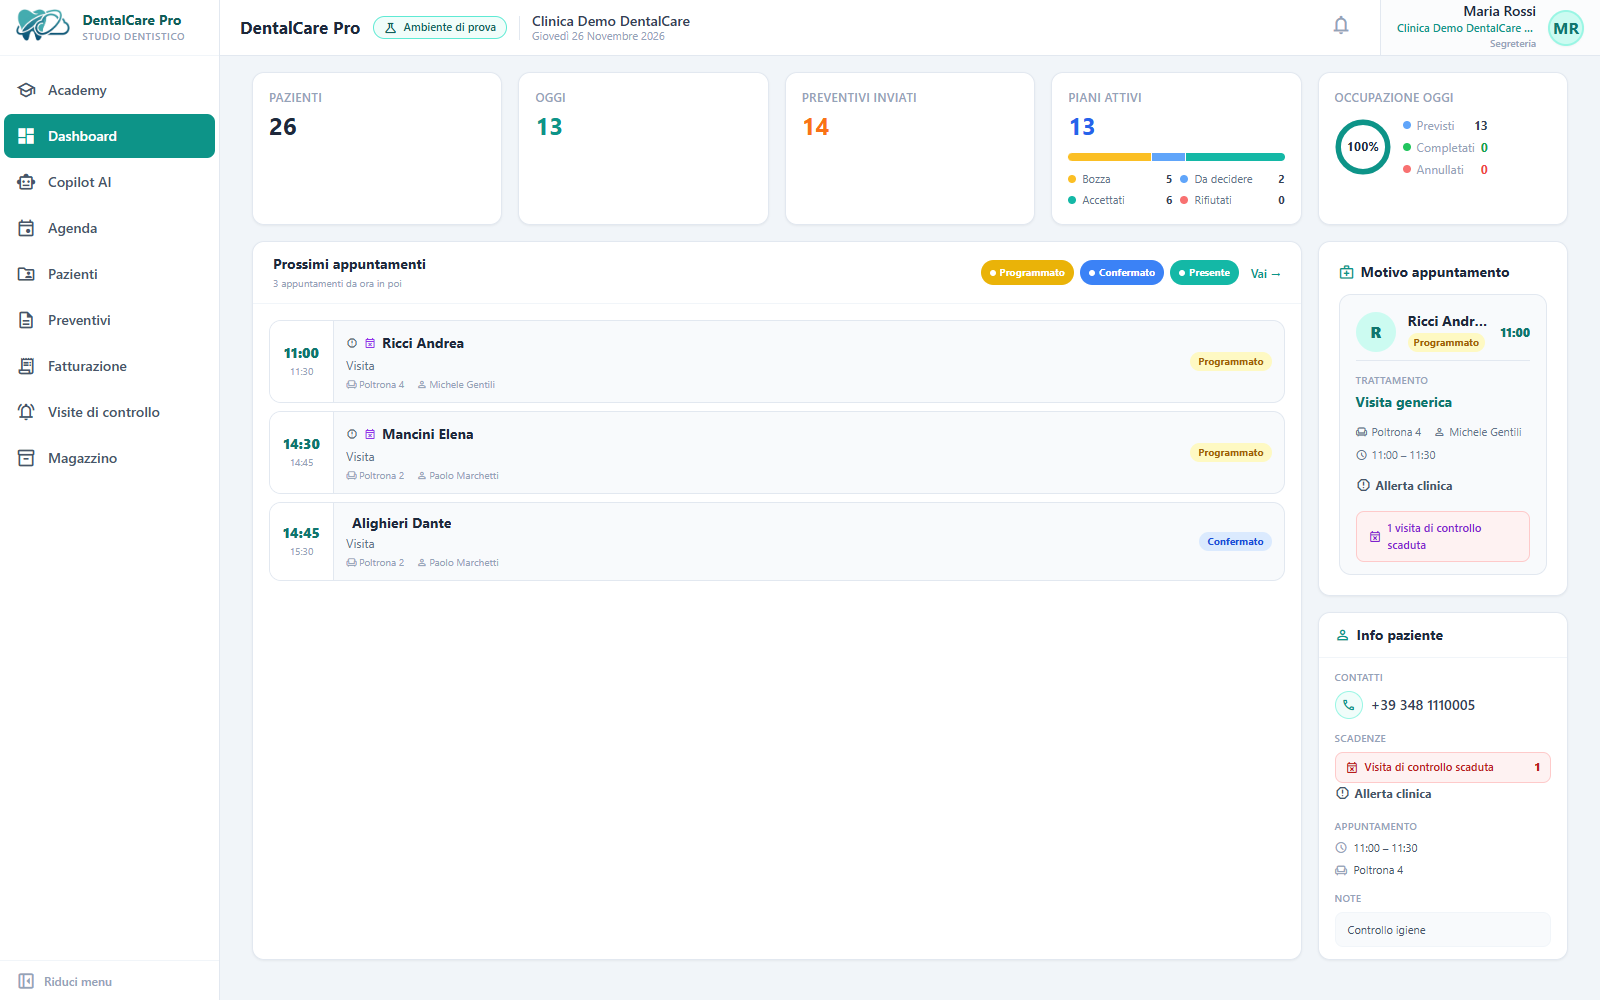 DentalCare Pro
STUDIO DENTISTICO
Academy
Dashboard
Copilot AI
Agenda
Pazienti
Preventivi
Fatturazione
Visite di controllo
Magazzino
Riduci menu
DentalCare Pro
Ambiente di prova
Clinica Demo DentalCare
Giovedì 26 Novembre 2026
Maria Rossi
Clinica Demo DentalCare ...
Segreteria
MR
PAZIENTI
26
OGGI
13
PREVENTIVI INVIATI
14
PIANI ATTIVI
13
Bozza 5
Da decidere 2
Accettati 6
Rifiutati 0
OCCUPAZIONE OGGI
100%
Previsti 13
Completati 0
Annullati 0
Prossimi appuntamenti
3 appuntamenti da ora in poi
Programmato
Confermato
Presente
Vai →
11:00
11:30
Ricci Andrea
Visita
Poltrona 4 Michele Gentili
Programmato
14:30
14:45
Mancini Elena
Visita
Poltrona 2 Paolo Marchetti
Programmato
14:45
15:30
Alighieri Dante
Visita
Poltrona 2 Paolo Marchetti
Confermato
Motivo appuntamento
R
Ricci Andr...
Programmato
11:00
TRATTAMENTO
Visita generica
Poltrona 4 Michele Gentili
11:00 – 11:30
Allerta clinica
1 visita di controllo
scaduta
Info paziente
CONTATTI
+39 348 1110005
SCADENZE
Visita di controllo scaduta 1
Allerta clinica
APPUNTAMENTO
11:00 – 11:30
Poltrona 4
NOTE
Controllo igiene